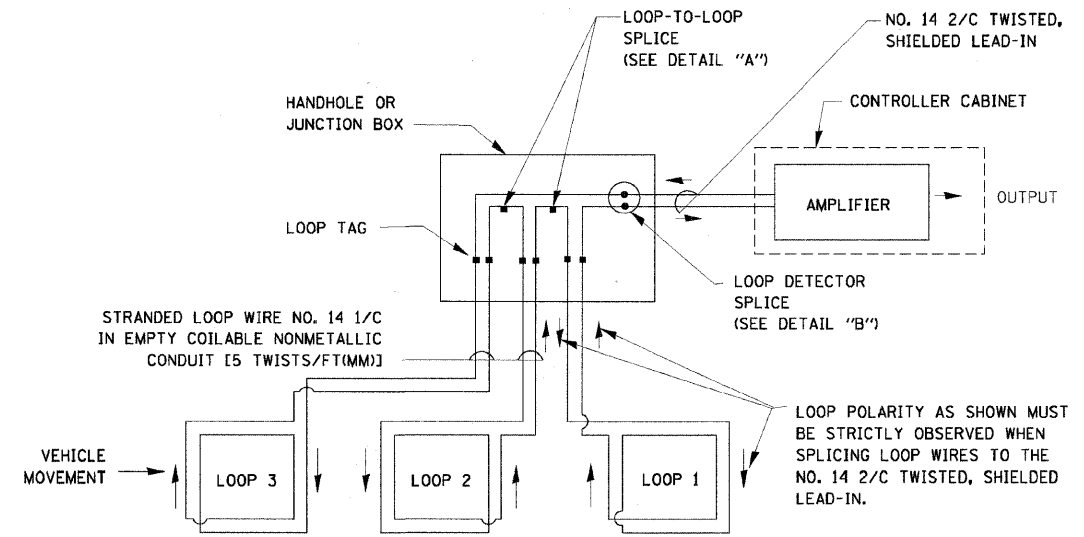 LOOP-TO-LOOP
SPLICE
(SEE DETAIL "A")
NO. 14 2/C TWISTED,
SHIELDED LEAD-IN
HANDHOLE OR
JUNCTION BOX
CONTROLLER CABINET
AMPLIFIER
OUTPUT
LOOP TAG
LOOP DETECTOR
SPLICE
(SEE DETAIL "B")
STRANDED LOOP WIRE NO. 14 1/C
IN EMPTY COILABLE NONMETALLIC
CONDUIT [5 TWISTS/FT(MM)]
LOOP POLARITY AS SHOWN MUST
BE STRICTLY OBSERVED WHEN
SPLICING LOOP WIRES TO THE
NO. 14 2/C TWISTED, SHIELDED
LEAD-IN.
VEHICLE
MOVEMENT
LOOP 3
LOOP 2
LOOP 1